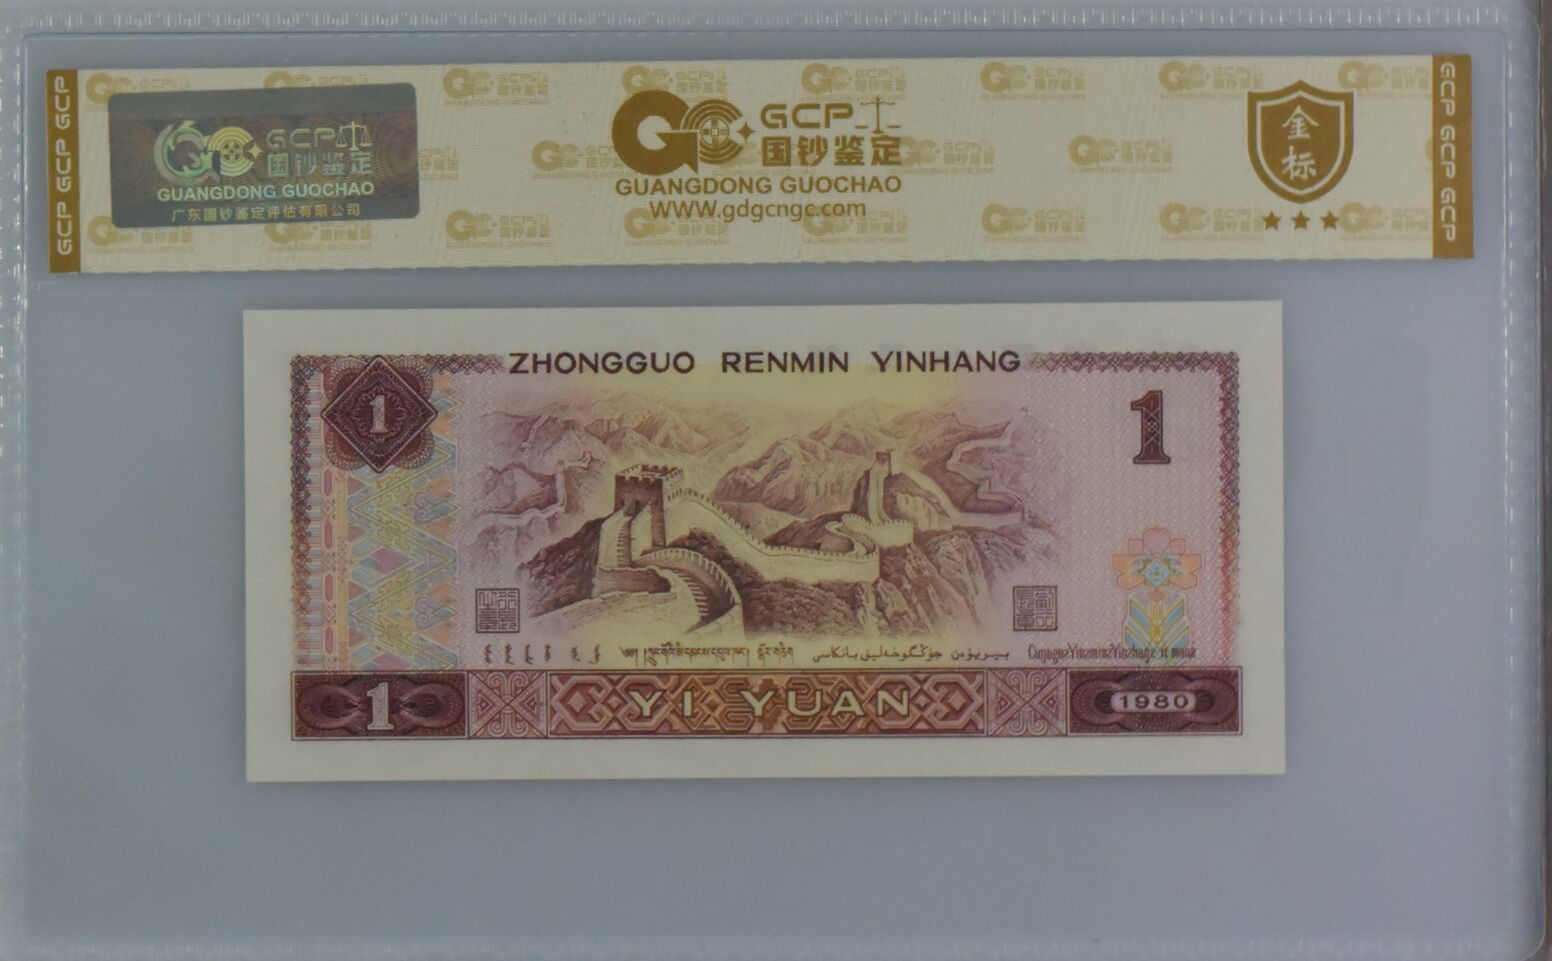 GCP GCP GCP
GCP
国钞鉴定
GUANGDONG GUOCHAO
广东国钞鉴定评估有限公司
GCP
国钞鉴定
GUANGDONG GUOCHAO
WWW.gdgcngc.com
金标
GCP GCP GCP
ZHONGGUO RENMIN YINHANG
1
1
1
YI YUAN
1980